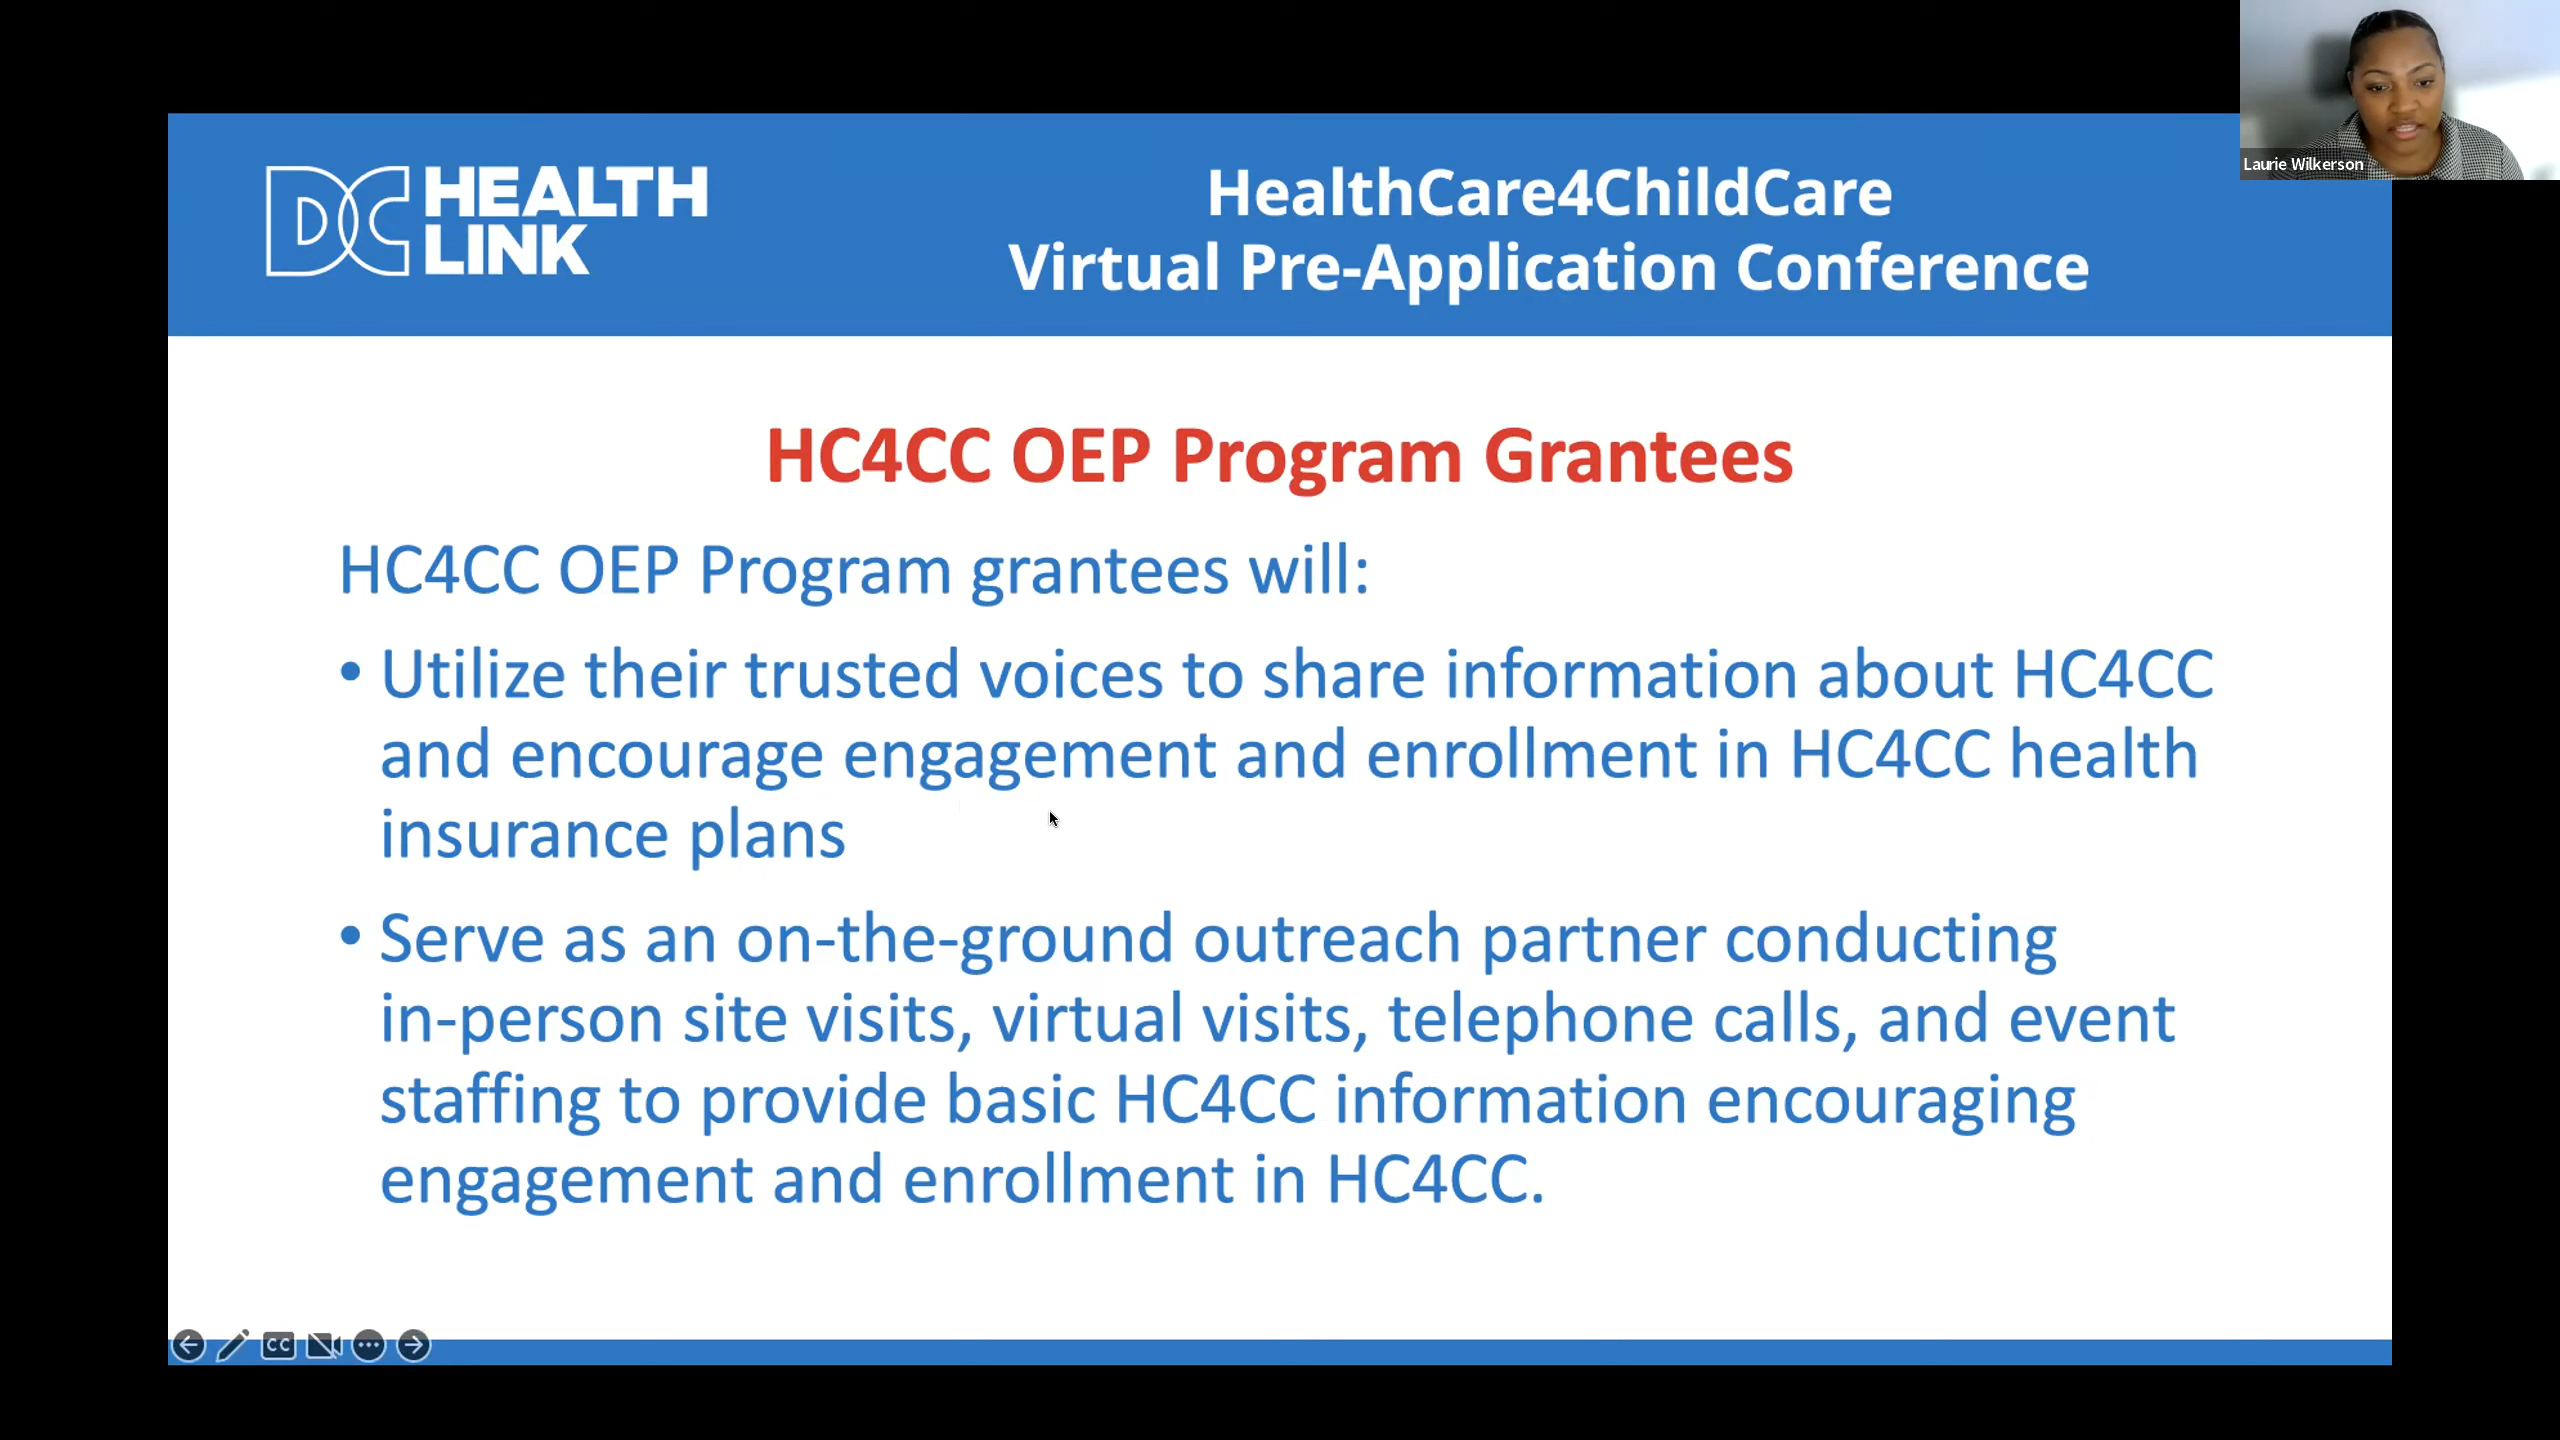 Laurie Wilkerson
DC HEALTH
LINK
HealthCare4ChildCare
Virtual Pre-Application Conference
HC4CC OEP Program Grantees
HC4CC OEP Program grantees will:
• Utilize their trusted voices to share information about HC4CC
and encourage engagement and enrollment in HC4CC health
insurance plans
• Serve as an on-the-ground outreach partner conducting
in-person site visits, virtual visits, telephone calls, and event
staffing to provide basic HC4CC information encouraging
engagement and enrollment in HC4CC.
CC